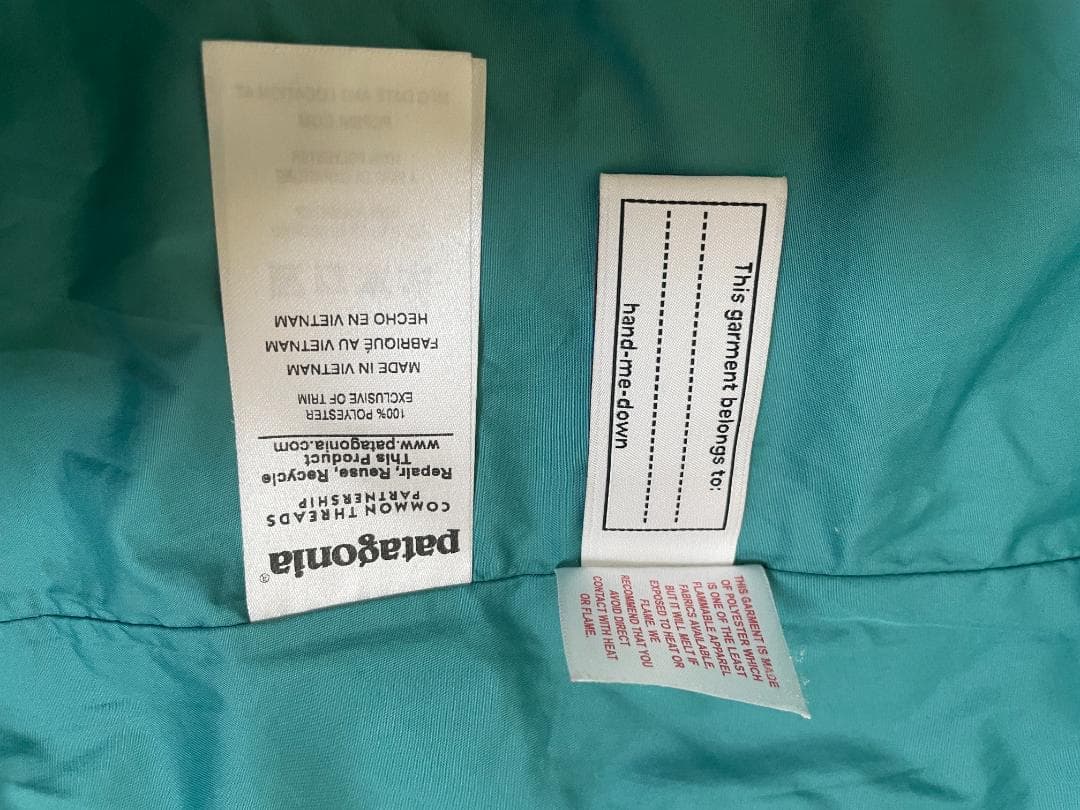 patagonia®
COMMON THREADS
PARTNERSHIP
Repair, Reuse, Recycle
This Product
www.patagonia.com
100% POLYESTER
EXCLUSIVE OF TRIM
MADE IN VIETNAM
FABRIQUÉ AU VIETNAM
HECHO EN VIETNAM
This garment belongs to:
hand-me-down
THIS GARMENT IS MADE
OF POLYESTER WHICH
IS ONE OF THE LEAST
FLAMMABLE APPAREL
FABRICS AVAILABLE,
BUT IT WILL MELT IF
EXPOSED TO HEAT OR
FLAME. WE
RECOMMEND THAT YOU
AVOID DIRECT
CONTACT WITH HEAT
OR FLAME.